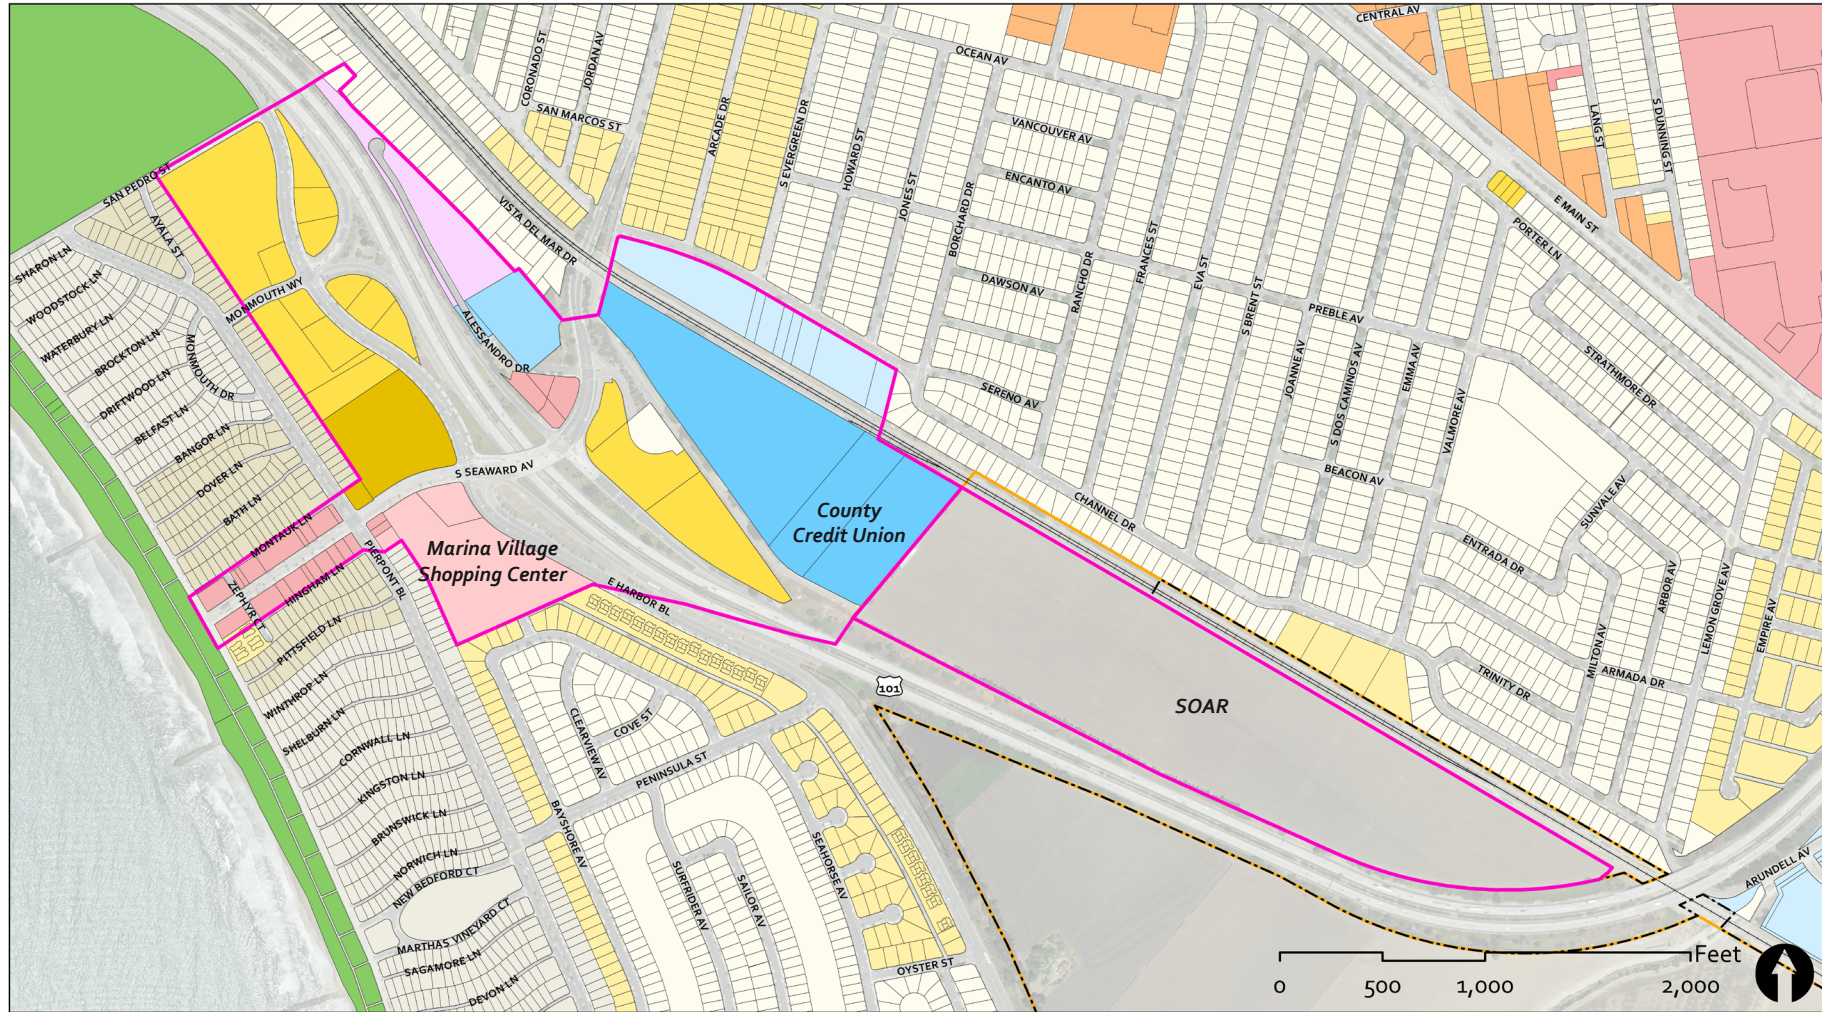 CENTRAL AV
OCEAN AV
CORONADO ST
JORDAN AV
SAN MARCOS ST
ARCADE DR
S EVERGREEN DR
HOWARD ST
JONES ST
BORCHARD DR
VANCOUVER AV
ENCANTO AV
LANG ST
S DUNNING ST
E MAIN ST
PORTER LN
SAN PEDRO ST
AYALA ST
VISTA DEL MAR DR
SHARON LN
WOODSTOCK LN
WATERBURY LN
BROCKTON LN
DRIFTWOOD LN
BELFAST LN
BANGOR LN
DOVER LN
BATH LN
MONMOUTH WY
MONMOUTH DR
ALESSANDRO DR
DAWSON AV
RANCHO DR
FRANCES ST
EVA ST
S BRENT ST
PREBLE AV
SERENO AV
JOANNE AV
S DOS CAMINOS AV
EMMA AV
VALMORE AV
STRATHMORE DR
BEACON AV
SUNVALE AV
S SEAWARD AV
CHANNEL DR
County
Credit Union
MONTAUK LN
HINGHAM LN
ZEPHYR CT
PIERPONT BL
Marina Village
Shopping Center
E HARBOR BL
PITTSFIELD LN
WINTHROP LN
SHELBURN LN
CORNWALL LN
KINGSTON LN
BRUNSWICK LN
NORWICH LN
NEW BEDFORD CT
MARTHAS VINEYARD CT
SAGAMORE LN
DEVON LN
ENTRADA DR
ARBOR AV
LEMON GROVE AV
EMPIRE AV
MILTON AV
ARMADA DR
TRINITY DR
101
SOAR
CLEARVIEW AV
COVE ST
PENINSULA ST
BAYSHORE AV
SURFRIDER AV
SAILOR AV
SEAHORSE AV
OYSTER ST
ARUNDELL AV
Feet
0 500 1,000 2,000